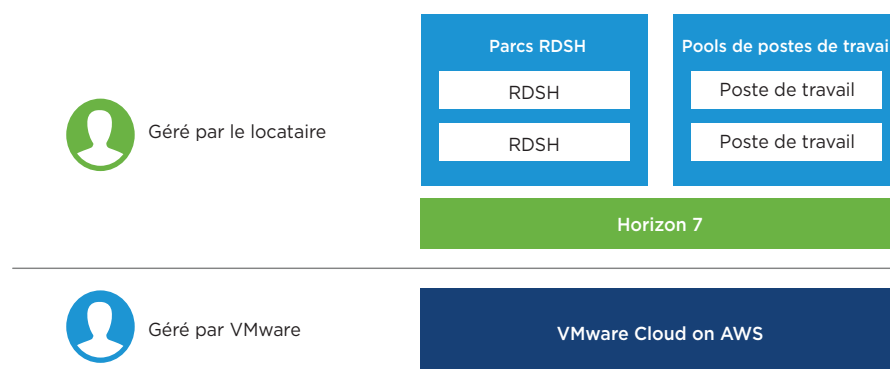 Parcs RDSH
RDSH
RDSH
Pools de postes de travai
Poste de travail
Poste de travail
Géré par le locataire
Horizon 7
Géré par VMware
VMware Cloud on AWS